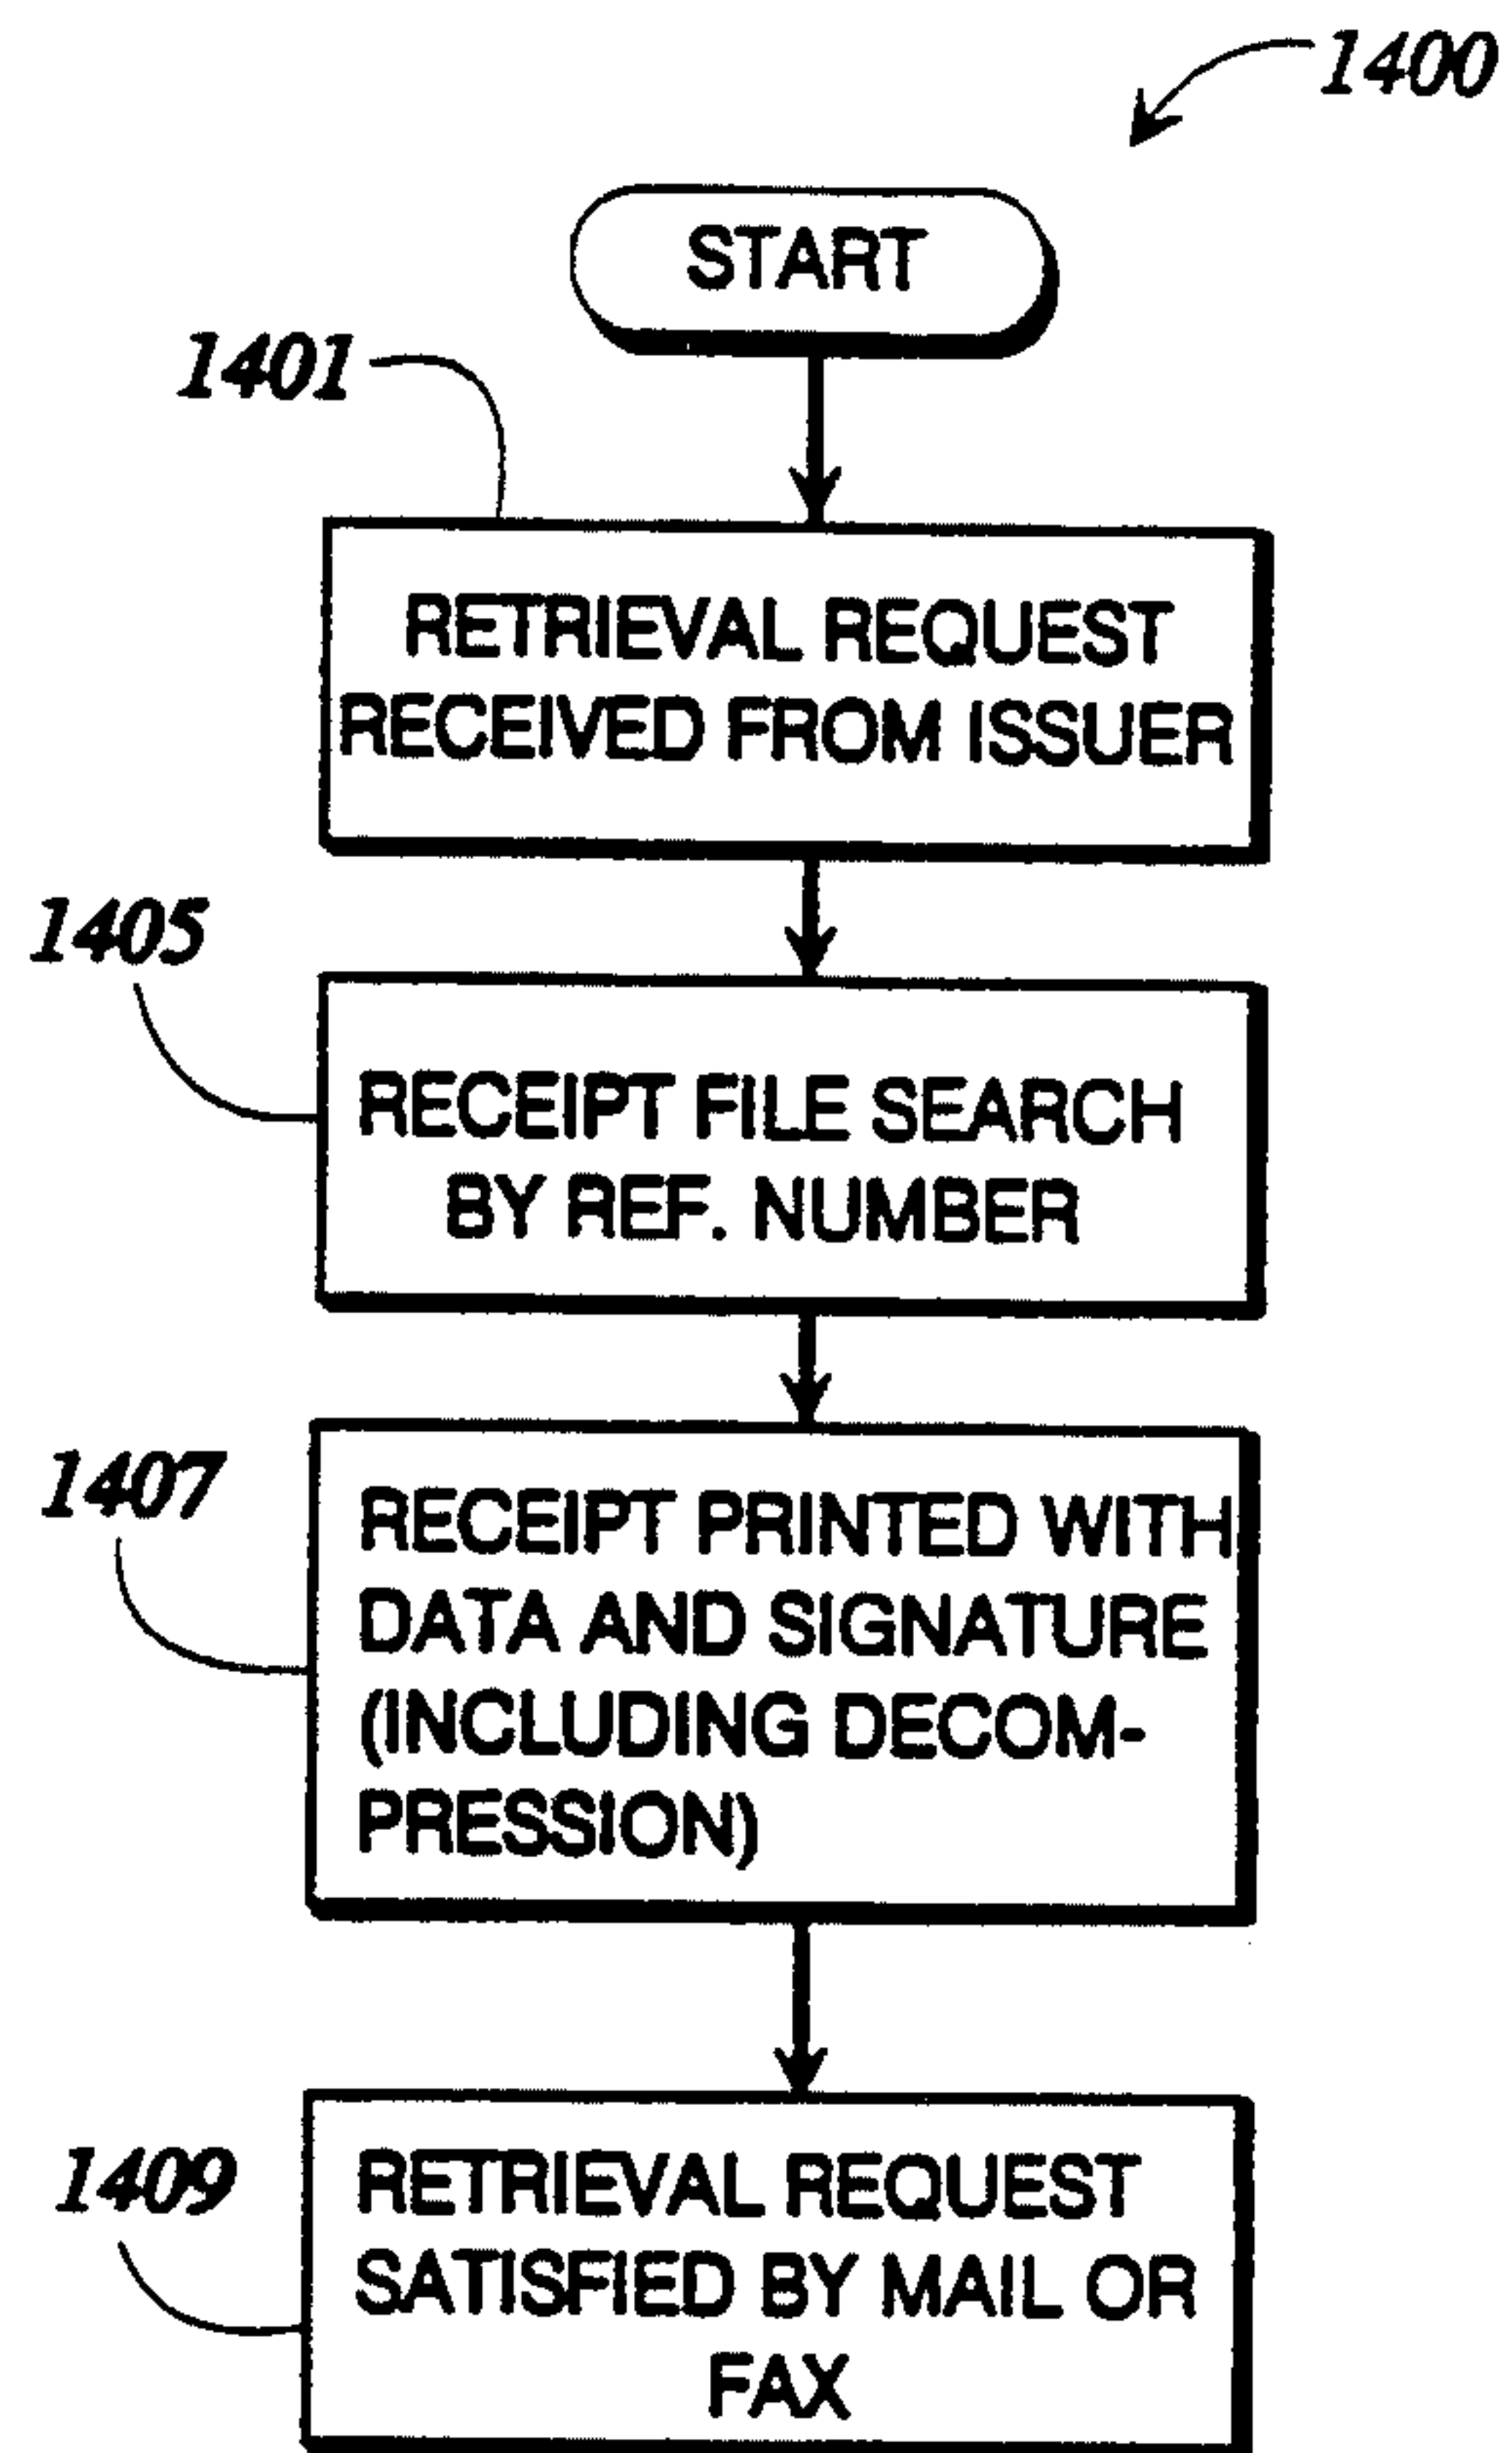 1400
START
1401
RETRIEVAL REQUEST
RECEIVED FROM ISSUER
1405
RECEIPT FILE SEARCH
BY REF. NUMBER
1407
RECEIPT PRINTED WITH
DATA AND SIGNATURE
(INCLUDING DECOM-
PRESSION)
1409
RETRIEVAL REQUEST
SATISFIED BY MAIL OR
FAX